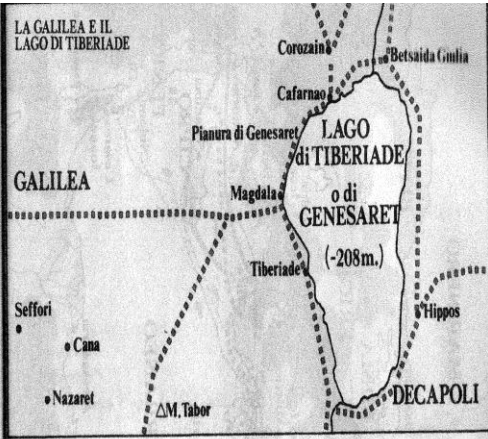 LA GALILEA E IL
LAGO DI TIBERIADE
Corozain
Betsaida Giulia
Cafarnao
Pianura di Genesaret
LAGO
di TIBERIADE
o di
GENESARET
(-208m.)
GALILEA
Magdala
Tiberiade
Seffori
Cana
Hippos
Nazaret
M. Tabor
DECAPOLI